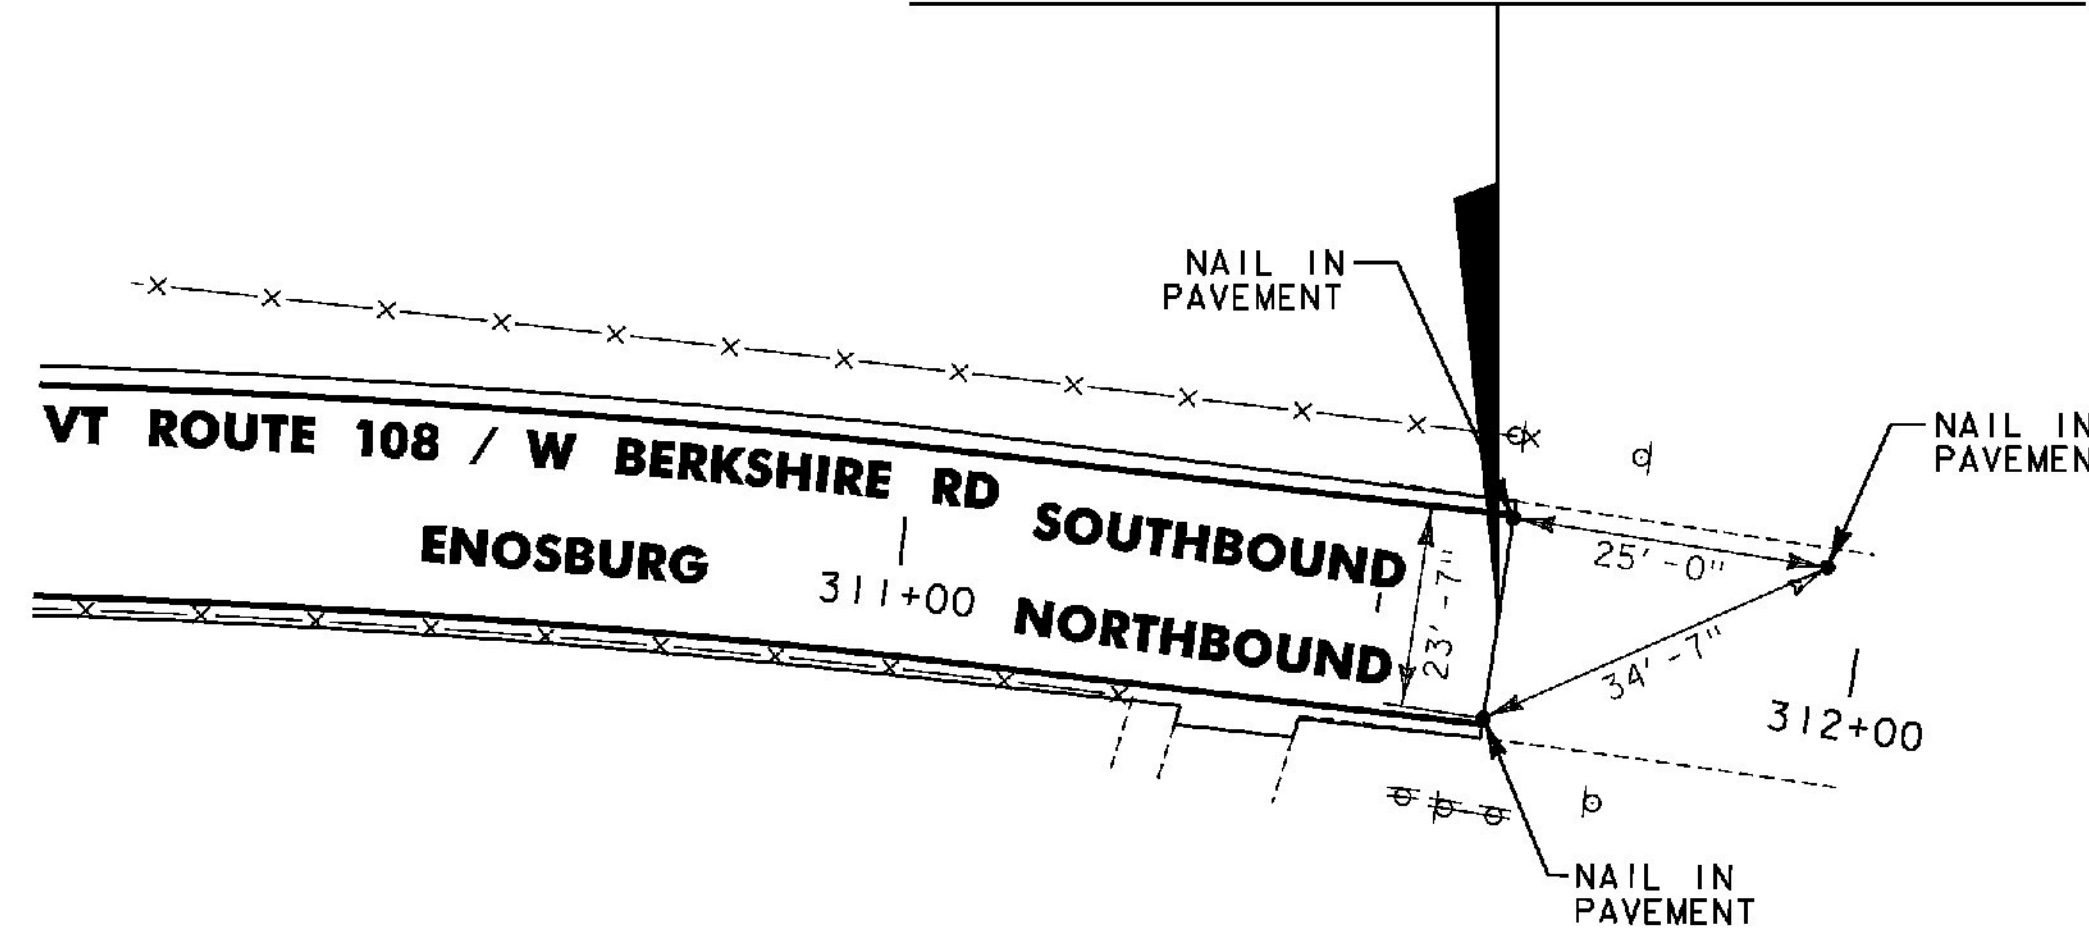 NAIL IN
PAVEMENT
NAIL IN
PAVEMEN
VT ROUTE 108 / W BERKSHIRE RD
SOUTHBOUND
ENOSBURG
311+00
NORTHBOUND
23'-7"
25'-0"
34'-7"
312+00
NAIL IN
PAVEMENT